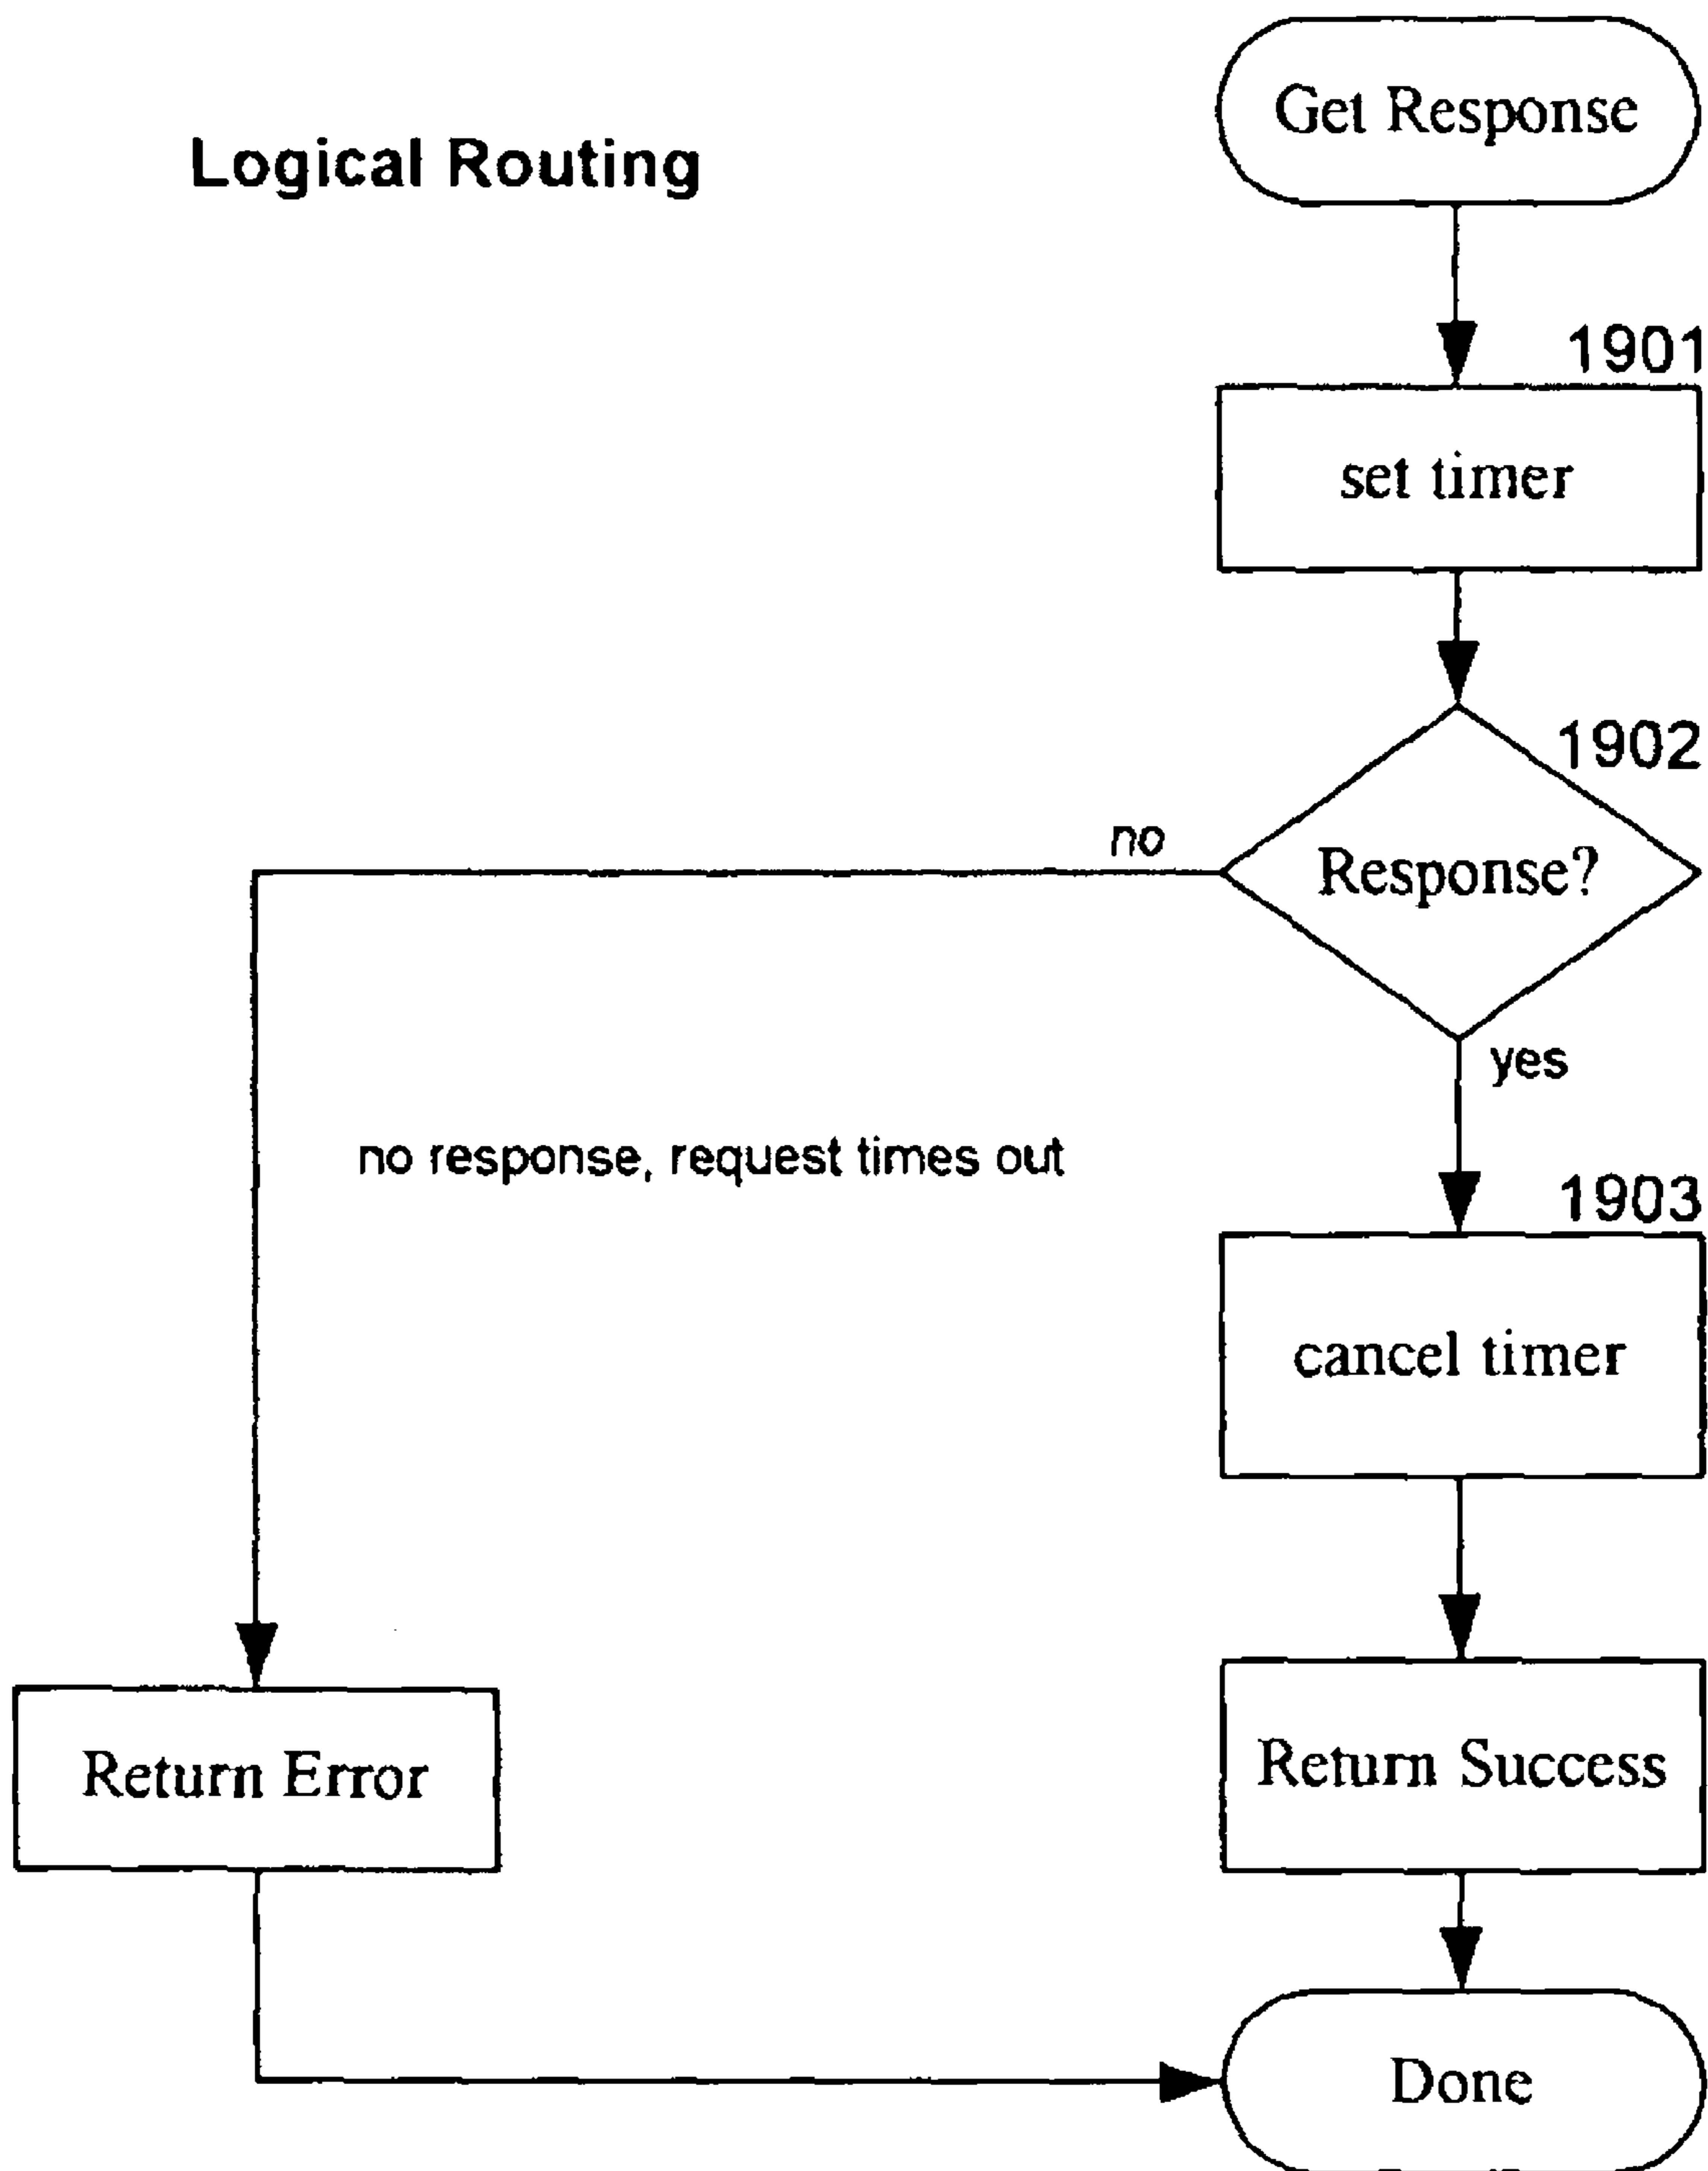 Get Response
Logical Routing
1901
set timer
1902
no
Response?
yes
no response, request times out
1903
cancel timer
Return Success
Return Error
Done